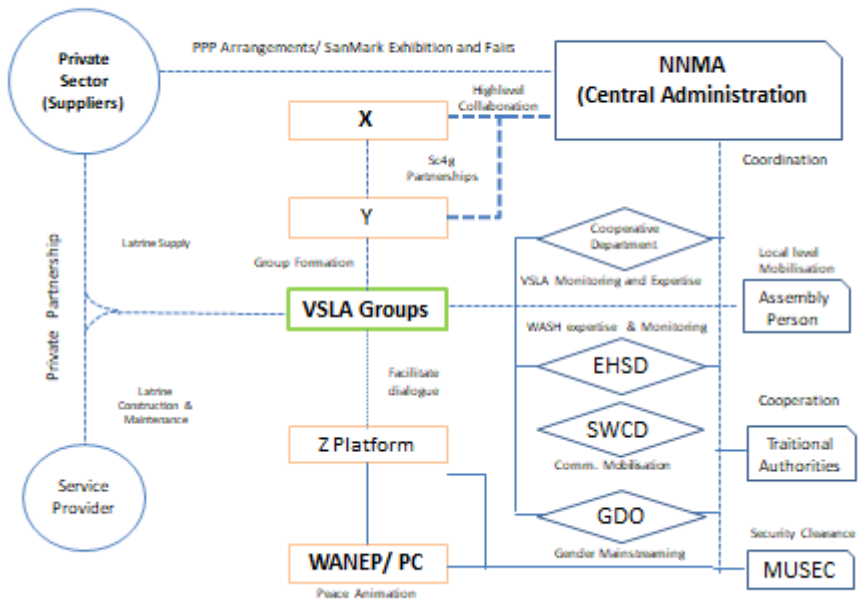 Private
Sector
(Suppliers)
PPP Arrangements/ SanMark Exhibition and Fairs
NNMA
(Central Administration
Highlevel
Collaboration
X
Sc4g
Partnerships
Coordination
Y
Cooperative
Department
Latrine Supply
Group Formation
Local level
Mobilisation
VSLA Monitoring and Expertise
Private Partnership
VSLA Groups
Assembly
Person
WASH expertise & Monitoring
EHSD
Facilitate
dialogue
Latrine
Construction &
Maintenance
Cooperation
SWCD
Z Platform
Traitional
Authorities
Comm. Mobilisation
Service
Provider
GDO
Security Clearance
Gender Mainstreaming
WANEP/ PC
MUSEC
Peace Animation